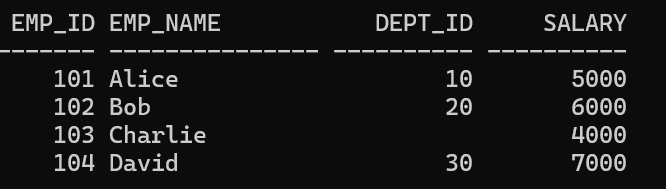 EMP_ID EMP_NAME           DEPT_ID     SALARY
------- --------------- ---------- ----------
   101 Alice                   10       5000
   102 Bob                     20       6000
   103 Charlie                          4000
   104 David                   30       7000